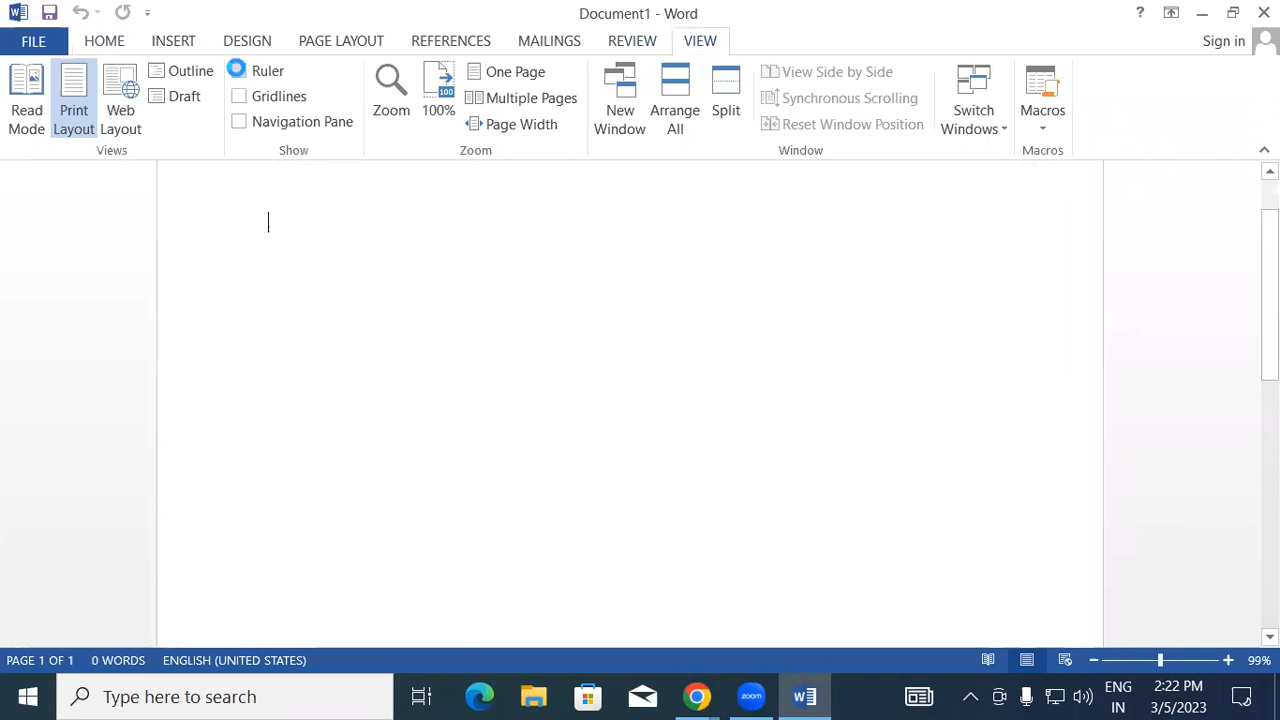 Document1 - Word
?
FILE HOME INSERT DESIGN PAGE LAYOUT REFERENCES MAILINGS REVIEW VIEW Sign in
Read Mode
Print Layout
Web Layout
Outline
Draft
Views
Ruler
Gridlines
Navigation Pane
Show
Zoom
100
100%
One Page
Multiple Pages
Page Width
Zoom
New Window
Arrange All
Split
View Side by Side
Synchronous Scrolling
Reset Window Position
Switch Windows
Window
Macros
Macros
PAGE 1 OF 1 0 WORDS ENGLISH (UNITED STATES) 99%
Type here to search
zoom
ENG
IN
2:22 PM
3/5/2023